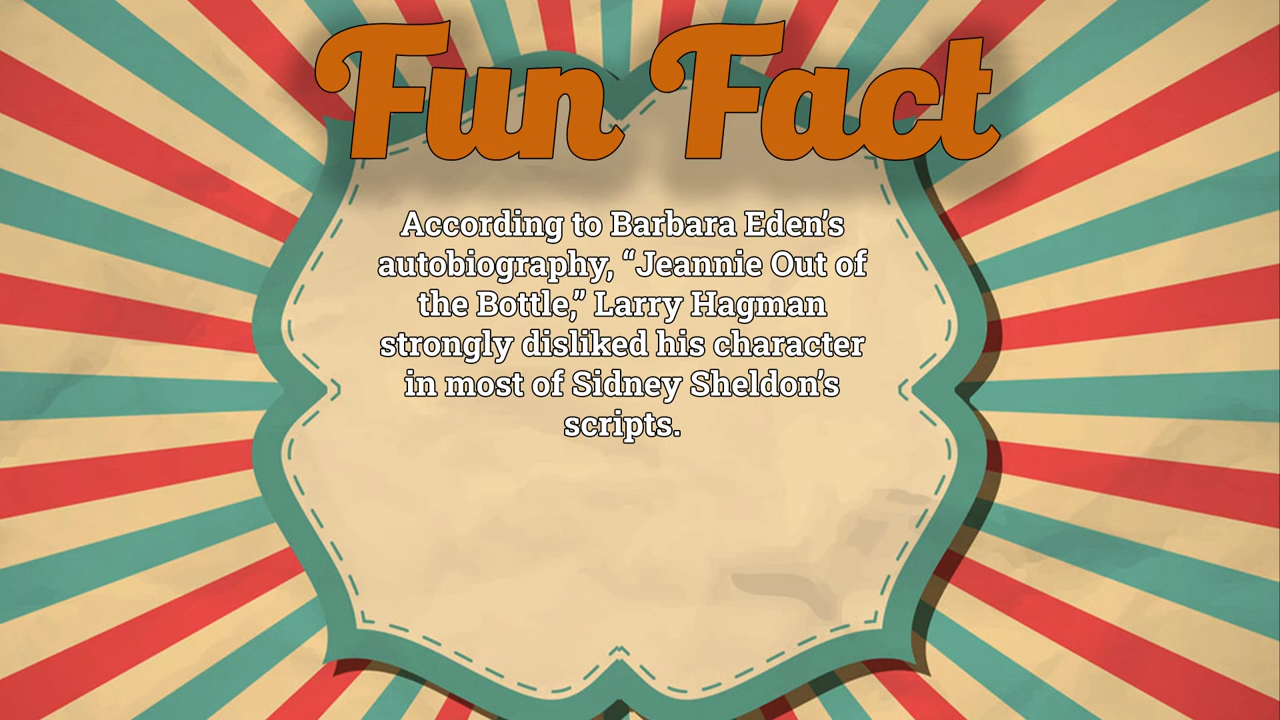 Fun Fact
According to Barbara Eden’s
autobiography, “Jeannie Out of
the Bottle,” Larry Hagman
strongly disliked his character
in most of Sidney Sheldon’s
scripts.